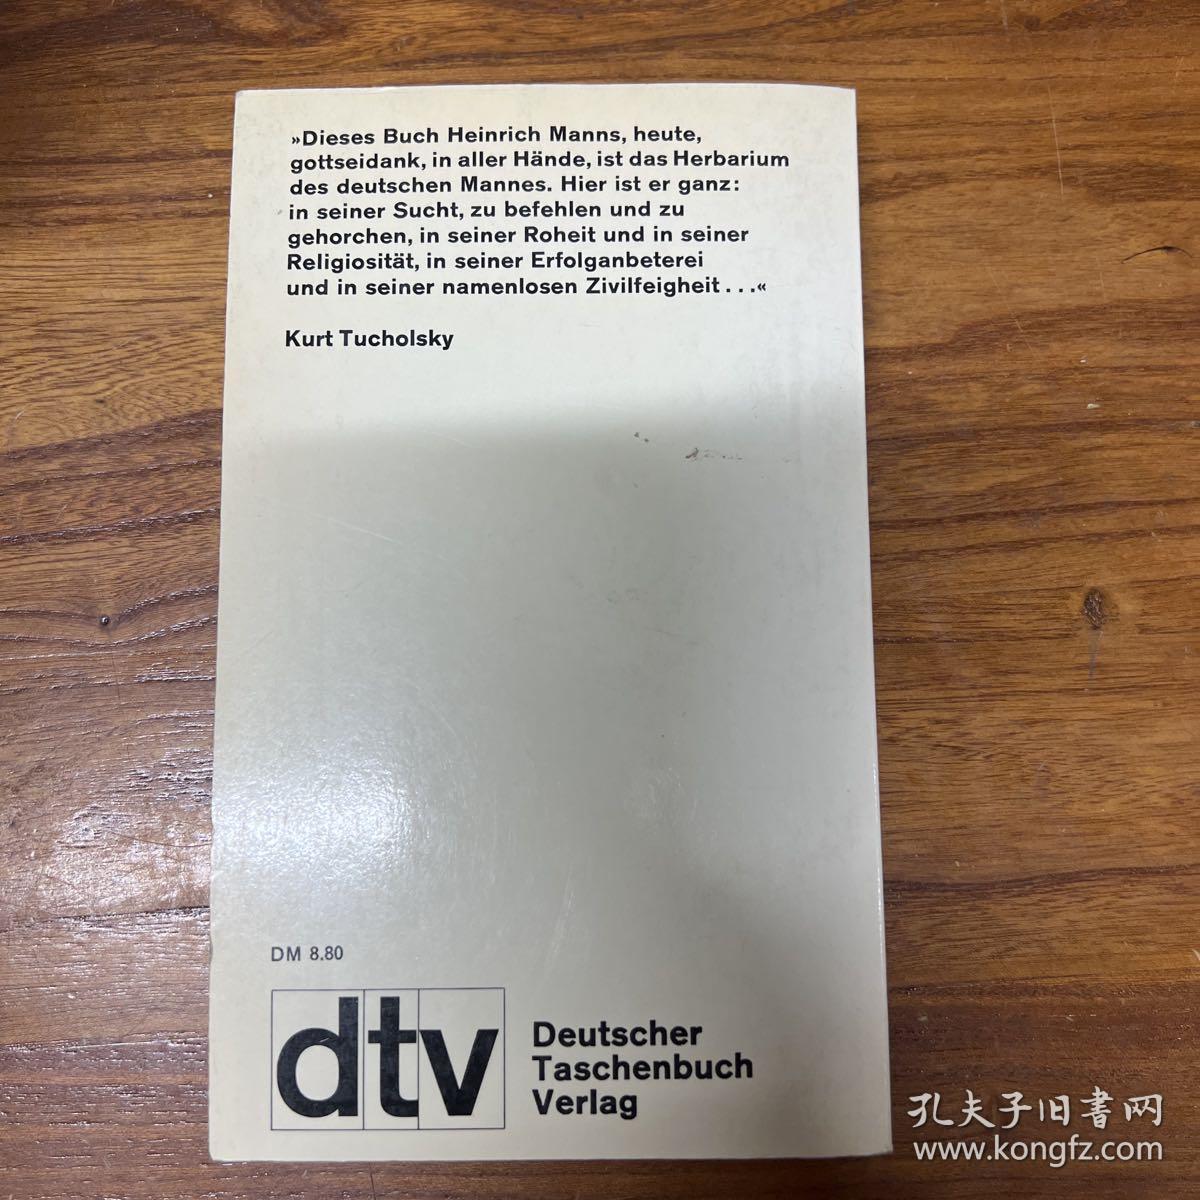 »Dieses Buch Heinrich Manns, heute,
gottseidank, in aller Hände, ist das Herbarium
des deutschen Mannes. Hier ist er ganz:
in seiner Sucht, zu befehlen und zu
gehorchen, in seiner Roheit und in seiner
Religiosität, in seiner Erfolganbeterei
und in seiner namenlosen Zivilfeigheit...«
Kurt Tucholsky
DM 8.80
dtv
Deutscher
Taschenbuch
Verlag
孔夫子旧書网
www.kongfz.com